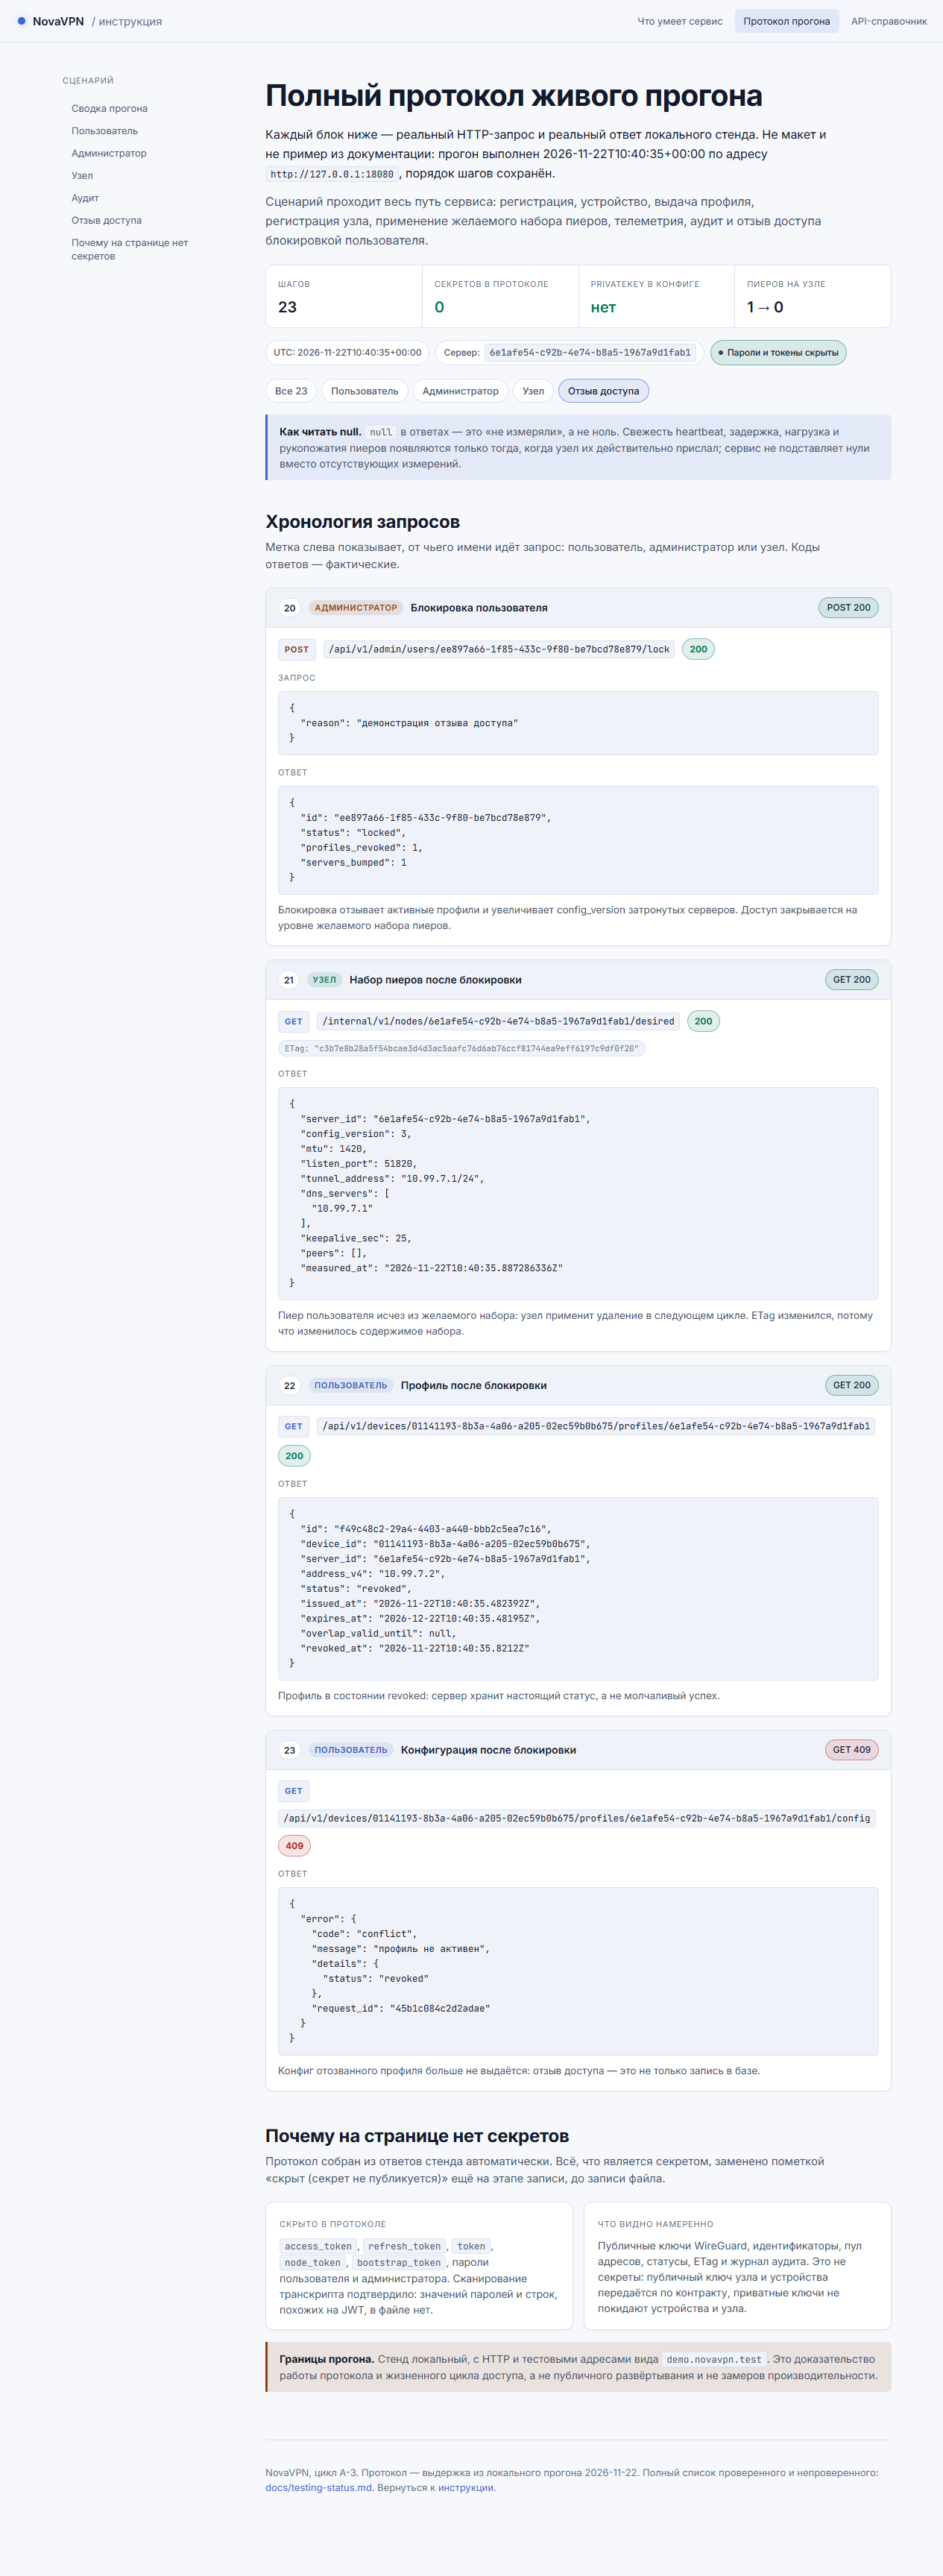 NovaVPN / инструкция
Что умеет сервис
Протокол прогона
API-справочник
СЦЕНАРИЙ
Сводка прогона
Пользователь
Администратор
Узел
Аудит
Отзыв доступа
Почему на странице нет
секретов
Полный протокол живого прогона
Каждый блок ниже — реальный HTTP-запрос и реальный ответ локального стенда. Не макет и
не пример из документации: прогон выполнен 2026-11-22T10:40:35+00:00 по адресу
http://127.0.0.1:18080, порядок шагов сохранён.
Сценарий проходит весь путь сервиса: регистрация, устройство, выдача профиля,
регистрация узла, применение желаемого набора пиеров, телеметрия, аудит и отзыв доступа
блокировкой пользователя.
ШАГОВ
23
СЕКРЕТОВ В ПРОТОКОЛЕ
0
PRIVATEKEY В КОНФИГЕ
нет
ПИЕРОВ НА УЗЛЕ
1 → 0
UTC: 2026-11-22T10:40:35+00:00
Сервер: 6e1afe54-c92b-4e74-b8a5-1967a9d1fab1
Пароли и токены скрыты
Все 23
Пользователь
Администратор
Узел
Отзыв доступа
Как читать null. null в ответах — это «не измеряли», а не ноль. Свежесть heartbeat, задержка, нагрузка и
рукопожатия пиеров появляются только тогда, когда узел их действительно прислал; сервис не подставляет нули
вместо отсутствующих измерений.
Хронология запросов
Метка слева показывает, от чьего имени идёт запрос: пользователь, администратор или узел. Коды
ответов — фактические.
20 АДМИНИСТРАТОР Блокировка пользователя POST 200
POST /api/v1/admin/users/ee897a66-1f85-433c-9f80-be7bcd78e879/lock 200
ЗАПРОС
{
"reason": "демонстрация отзыва доступа"
}
ОТВЕТ
{
"id": "ee897a66-1f85-433c-9f80-be7bcd78e879",
"status": "locked",
"profiles_revoked": 1,
"servers_bumped": 1
}
Блокировка отзывает активные профили и увеличивает config_version затронутых серверов. Доступ закрывается на
уровне желаемого набора пиеров.
21 УЗЕЛ Набор пиеров после блокировки GET 200
GET /internal/v1/nodes/6e1afe54-c92b-4e74-b8a5-1967a9d1fab1/desired 200
ETag: "c3b7e8b28a5f54bcae3d4d3ac5aafc76d6ab76ccf81744ea9eff6197c9df0f20"
ОТВЕТ
{
"server_id": "6e1afe54-c92b-4e74-b8a5-1967a9d1fab1",
"config_version": 3,
"mtu": 1420,
"listen_port": 51820,
"tunnel_address": "10.99.7.1/24",
"dns_servers": [
"10.99.7.1"
],
"keepalive_sec": 25,
"peers": [],
"measured_at": "2026-11-22T10:40:35.887286336Z"
}
Пиер пользователя исчез из желаемого набора: узел применит удаление в следующем цикле. ETag изменился, потому
что изменилось содержимое набора.
22 ПОЛЬЗОВАТЕЛЬ Профиль после блокировки GET 200
GET /api/v1/devices/01141193-8b3a-4a06-a205-02ec59b0b675/profiles/6e1afe54-c92b-4e74-b8a5-1967a9d1fab1
200
ОТВЕТ
{
"id": "f49c48c2-29a4-4403-a440-bbb2c5ea7c16",
"device_id": "01141193-8b3a-4a06-a205-02ec59b0b675",
"server_id": "6e1afe54-c92b-4e74-b8a5-1967a9d1fab1",
"address_v4": "10.99.7.2",
"status": "revoked",
"issued_at": "2026-11-22T10:40:35.482392Z",
"expires_at": "2026-12-22T10:40:35.48195Z",
"overlap_valid_until": null,
"revoked_at": "2026-11-22T10:40:35.8212Z"
}
Профиль в состоянии revoked: сервер хранит настоящий статус, а не молчаливый успех.
23 ПОЛЬЗОВАТЕЛЬ Конфигурация после блокировки GET 409
GET
/api/v1/devices/01141193-8b3a-4a06-a205-02ec59b0b675/profiles/6e1afe54-c92b-4e74-b8a5-1967a9d1fab1/config
409
ОТВЕТ
{
"error": {
"code": "conflict",
"message": "профиль не активен",
"details": {
"status": "revoked"
},
"request_id": "45b1c084c2d2adae"
}
}
Конфиг отозванного профиля больше не выдаётся: отзыв доступа — это не только запись в базе.
Почему на странице нет секретов
Протокол собран из ответов стенда автоматически. Всё, что является секретом, заменено пометкой
«скрыт (секрет не публикуется)» ещё на этапе записи, до записи файла.
СКРЫТО В ПРОТОКОЛЕ
access_token, refresh_token, token,
node_token, bootstrap_token, пароли
пользователя и администратора. Сканирование
транскрипта подтвердило: значений паролей и строк,
похожих на JWT, в файле нет.
ЧТО ВИДНО НАМЕРЕННО
Публичные ключи WireGuard, идентификаторы, пул
адресов, статусы, ETag и журнал аудита. Это не
секреты: публичный ключ узла и устройства
передаётся по контракту, приватные ключи не
покидают устройства и узла.
Границы прогона. Стенд локальный, с HTTP и тестовыми адресами вида demo.novavpn.test. Это доказательство
работы протокола и жизненного цикла доступа, а не публичного развёртывания и не замеров производительности.
NovaVPN, цикл A-3. Протокол — выдержка из локального прогона 2026-11-22. Полный список проверенного и непроверенного:
docs/testing-status.md. Вернуться к инструкции.